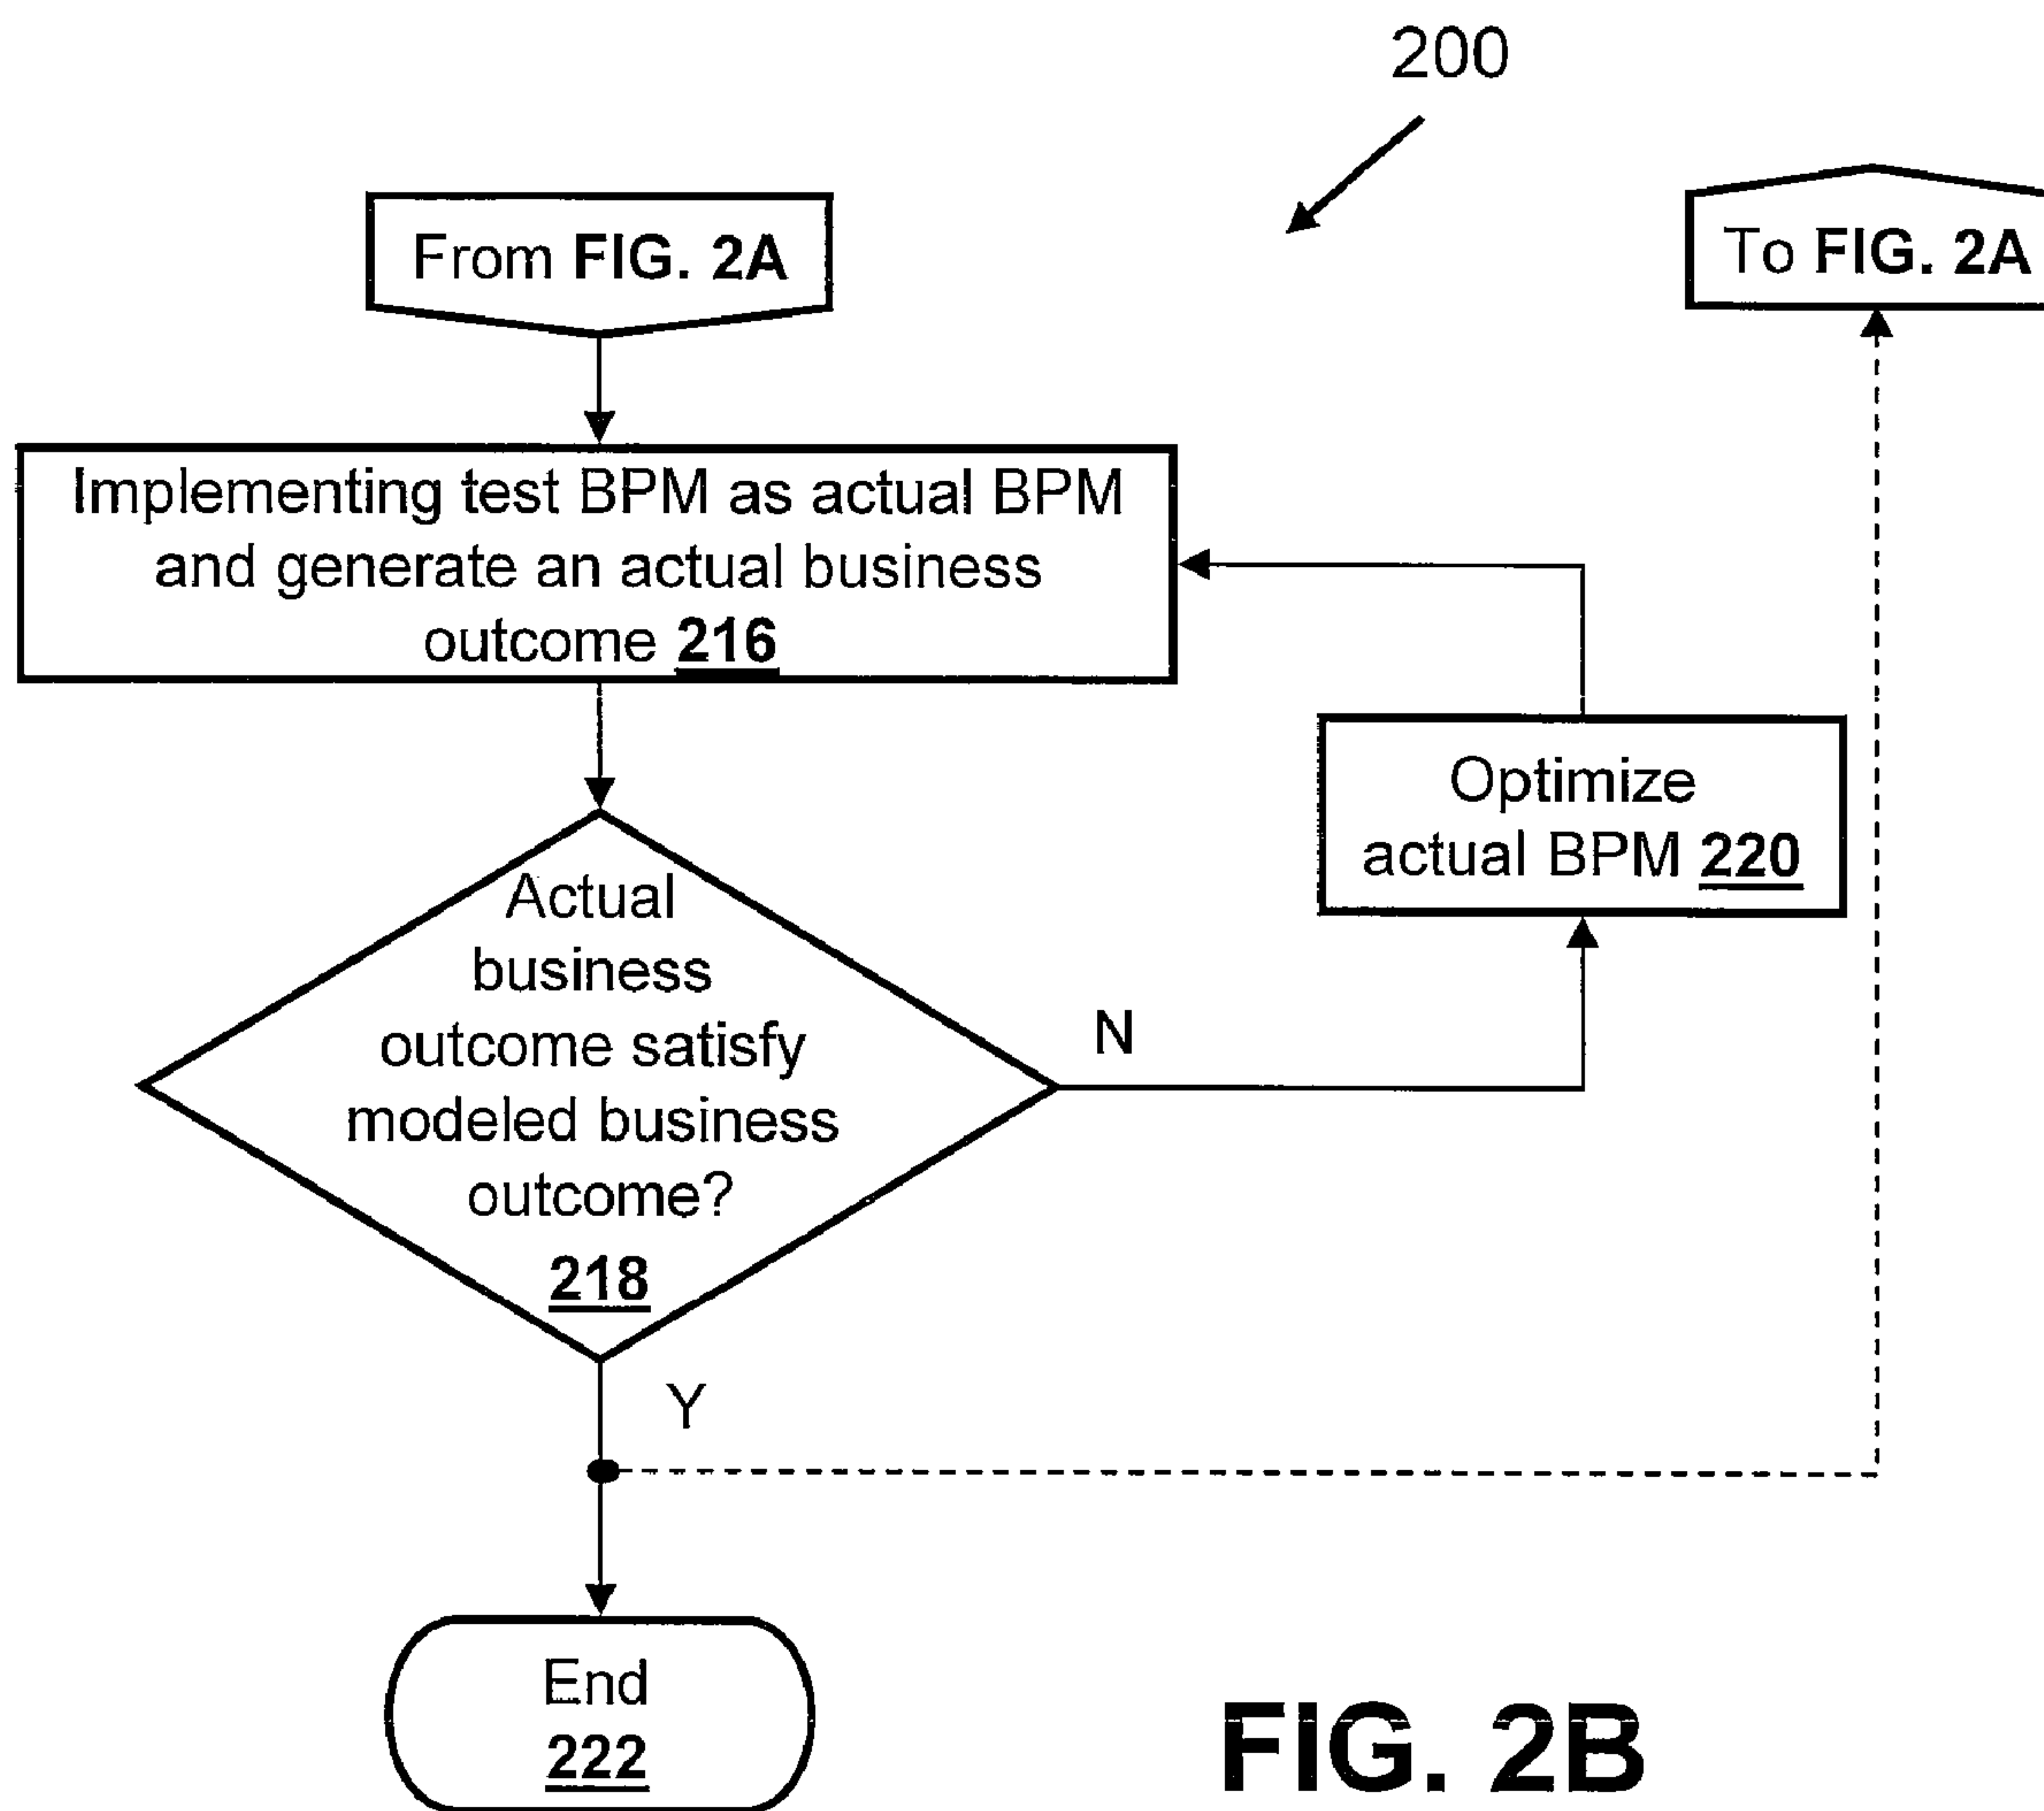 200
From FIG. 2A
To FIG. 2A
Implementing test BPM as actual BPM
and generate an actual business
outcome 216
Optimize
actual BPM 220
Actual
business
outcome satisfy
modeled business
outcome?
218
N
Y
End
222
FIG. 2B